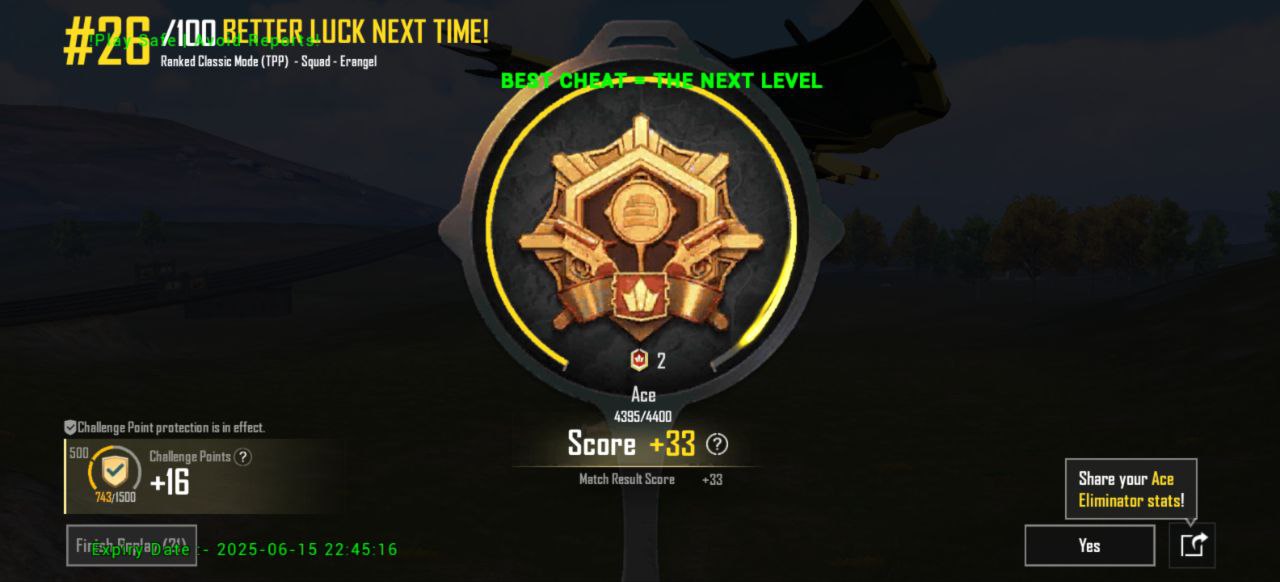 #26 /100 BETTER LUCK NEXT TIME!
!Play Safe | Avoid Reports!
Ranked Classic Mode (TPP) - Squad - Erangel
BEST CHEAT = THE NEXT LEVEL
2
Ace
4395/4400
Score +33 ?
Match Result Score +33
Challenge Point protection is in effect.
500
Challenge Points ?
+16
743/1500
Share your Ace
Eliminator stats!
Expiry Date :- 2025-06-15 22:45:16
Yes